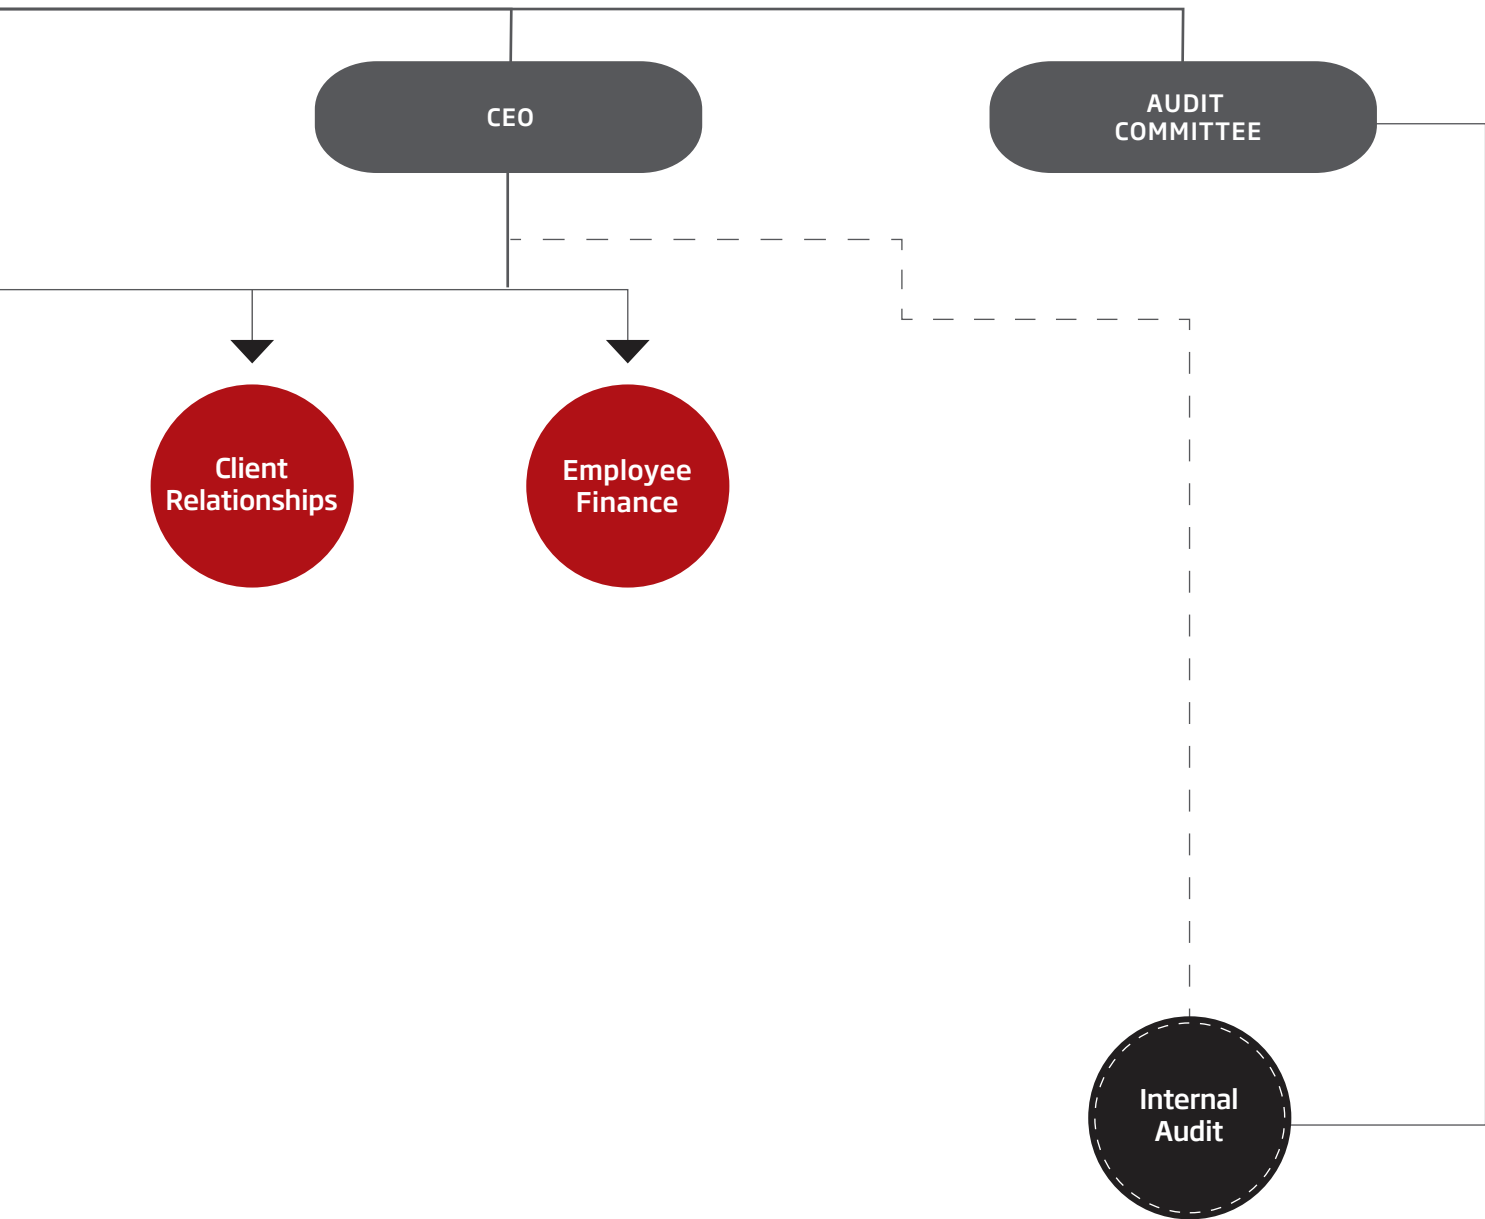 CEO
AUDIT
COMMITTEE
Client
Relationships
Employee
Finance
Internal
Audit